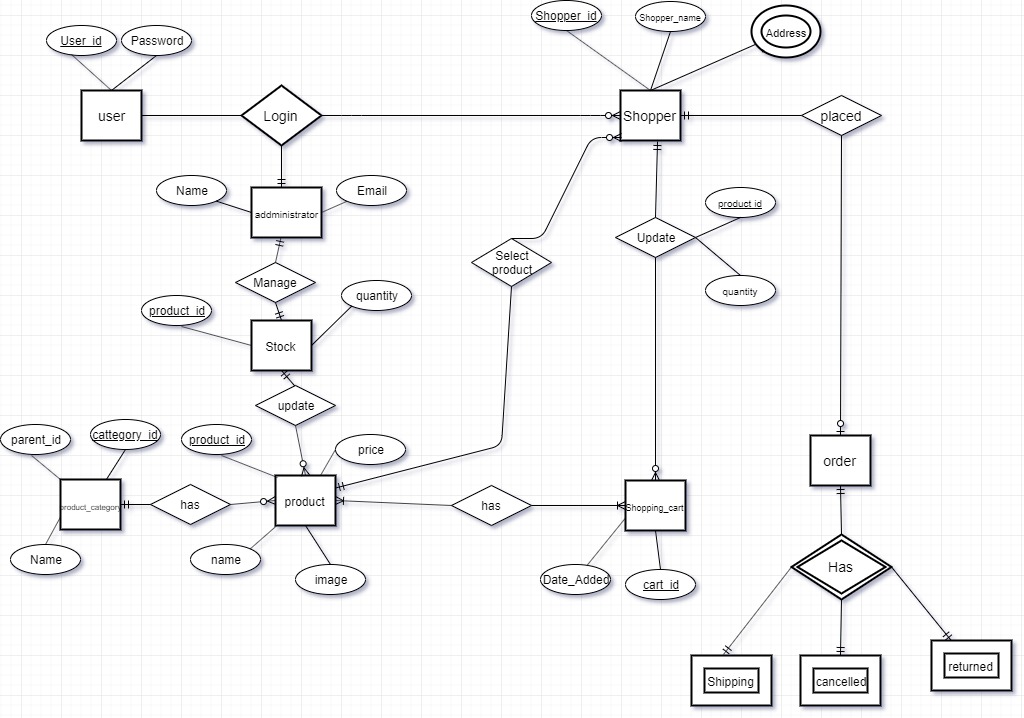 Shopper_id
Shopper_name
Address
User_id
Password
user
Login
Shopper
placed
Name
Email
addministrator
product id
Update
Select
product
Manage
quantity
quantity
product_id
Stock
update
parent_id
cattegory_id
product_id
price
order
product_category
has
product
has
Shopping_cart
Name
name
image
Date_Added
cart_id
Has
Shipping
cancelled
returned